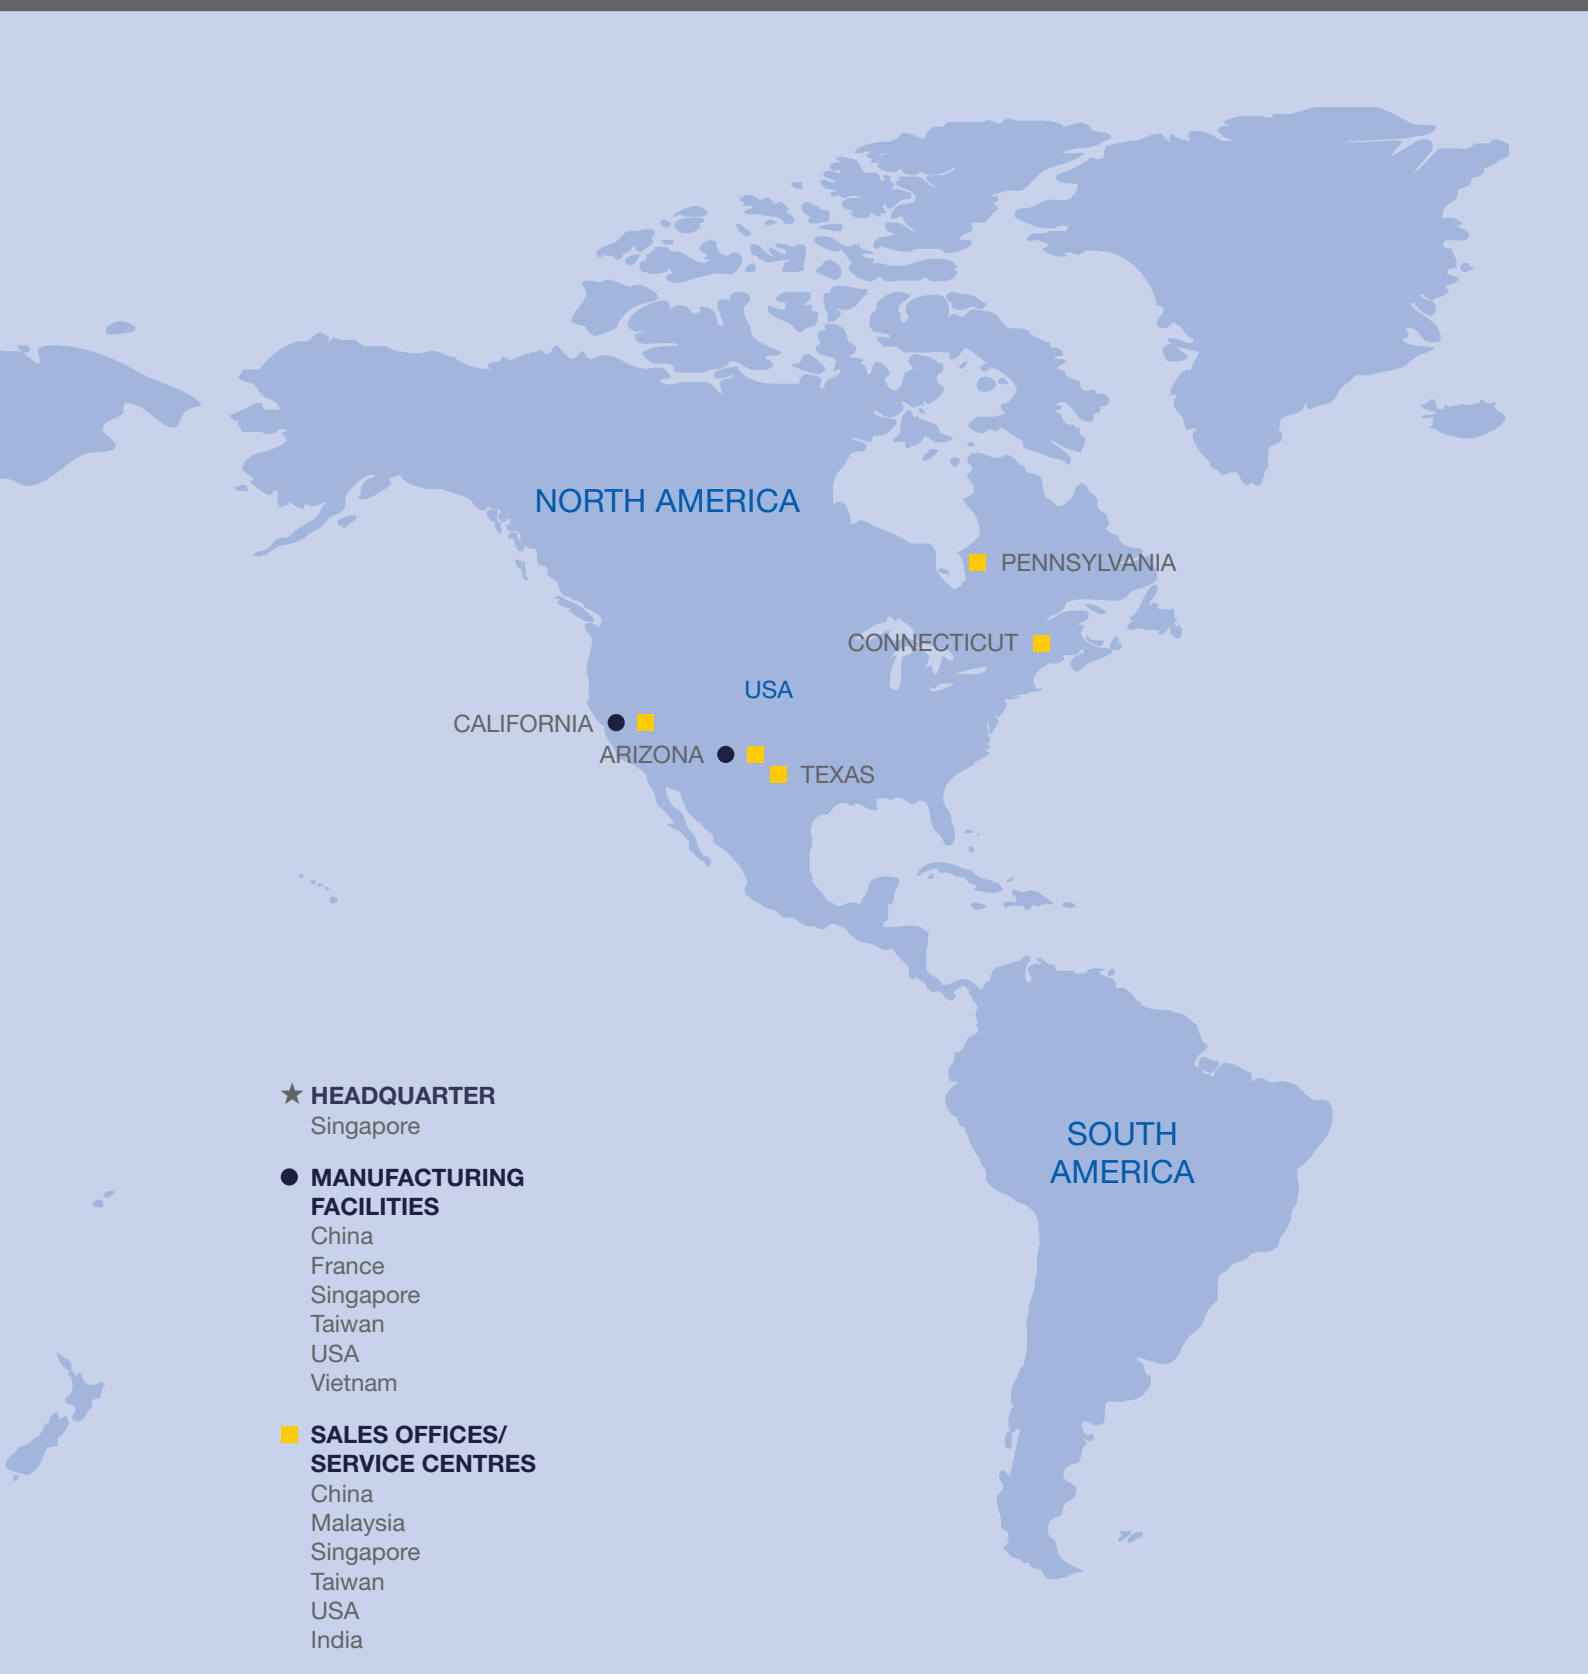 NORTH AMERICA
PENNSYLVANIA
CONNECTICUT
USA
CALIFORNIA
ARIZONA
TEXAS
HEADQUARTER
Singapore
MANUFACTURING
FACILITIES
China
France
Singapore
Taiwan
USA
Vietnam
SALES OFFICES/
SERVICE CENTRES
China
Malaysia
Singapore
Taiwan
USA
India
SOUTH
AMERICA